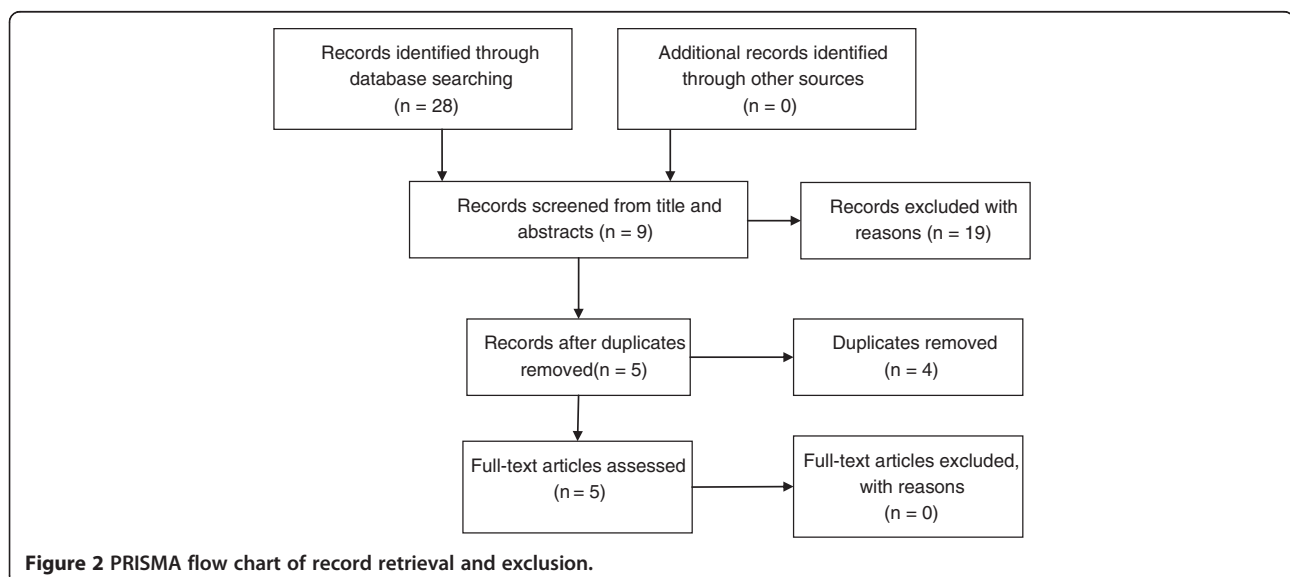 Records identified through
database searching
(n = 28)
Additional records identified
through other sources
(n = 0)
Records screened from title and
abstracts (n = 9)
Records excluded with
reasons (n = 19)
Records after duplicates
removed(n = 5)
Duplicates removed
(n = 4)
Full-text articles assessed
(n = 5)
Full-text articles excluded,
with reasons
(n = 0)
Figure 2 PRISMA flow chart of record retrieval and exclusion.